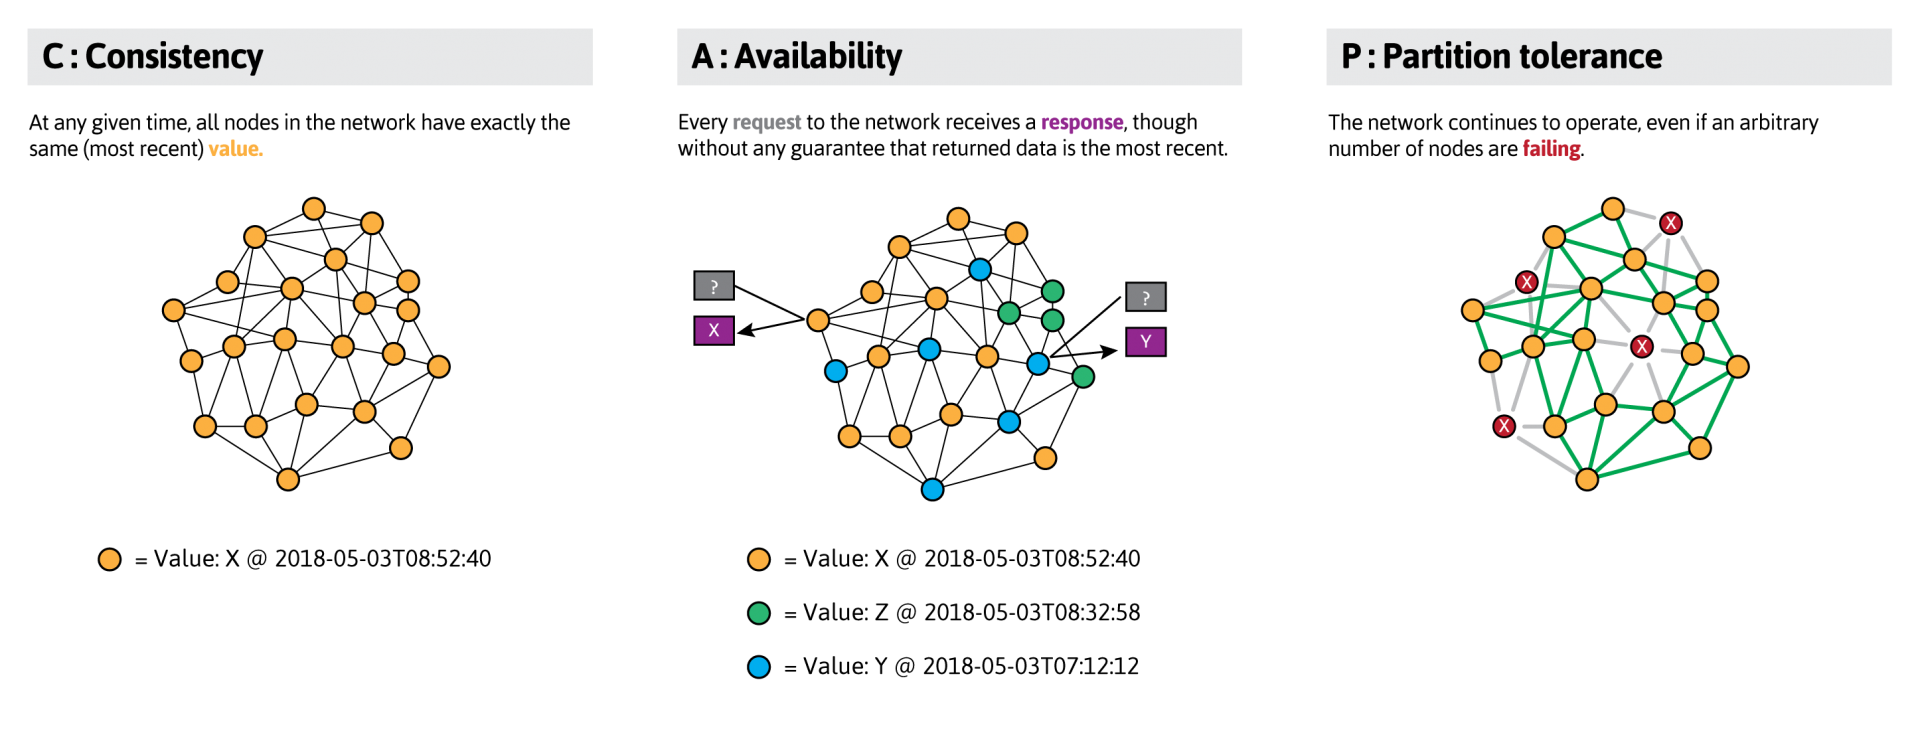 C : Consistency
At any given time, all nodes in the network have exactly the
same (most recent) value.
= Value: X @ 2018-05-03T08:52:40
A : Availability
Every request to the network receives a response, though
without any guarantee that returned data is the most recent.
?
X
?
Y
= Value: X @ 2018-05-03T08:52:40
= Value: Z @ 2018-05-03T08:32:58
= Value: Y @ 2018-05-03T07:12:12
P : Partition tolerance
The network continues to operate, even if an arbitrary
number of nodes are failing.
X
X
X
X